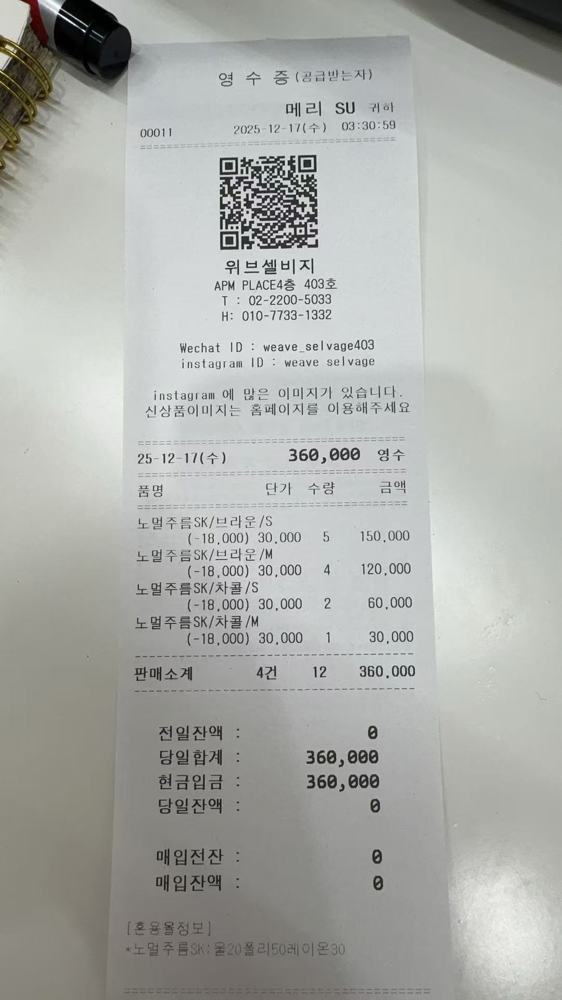 영 수 증(공급받는자)
메리 SU 귀하
00011 2025-12-17(수) 03:30:59
위브셀비지
APM PLACE4층 403호
T : 02-2200-5033
H: 010-7733-1332
Wechat ID : weave_selvage403
instagram ID : weave selvage
instagram 에 많은 이미지가 있습니다.
신상품이미지는 홈페이지를 이용해주세요
25-12-17(수) 360,000 영수
품명 단가 수량 금액
노멀주름SK/브라운/S
(-18,000) 30,000 5 150,000
노멀주름SK/브라운/M
(-18,000) 30,000 4 120,000
노멀주름SK/차콜/S
(-18,000) 30,000 2 60,000
노멀주름SK/차콜/M
(-18,000) 30,000 1 30,000
판매소계 4건 12 360,000
전일잔액 : 0
당일합계 : 360,000
현금입금 : 360,000
당일잔액 : 0
매입전잔 : 0
매입잔액 : 0
[혼용율정보]
*노멀주름SK:울20폴리50레이온30